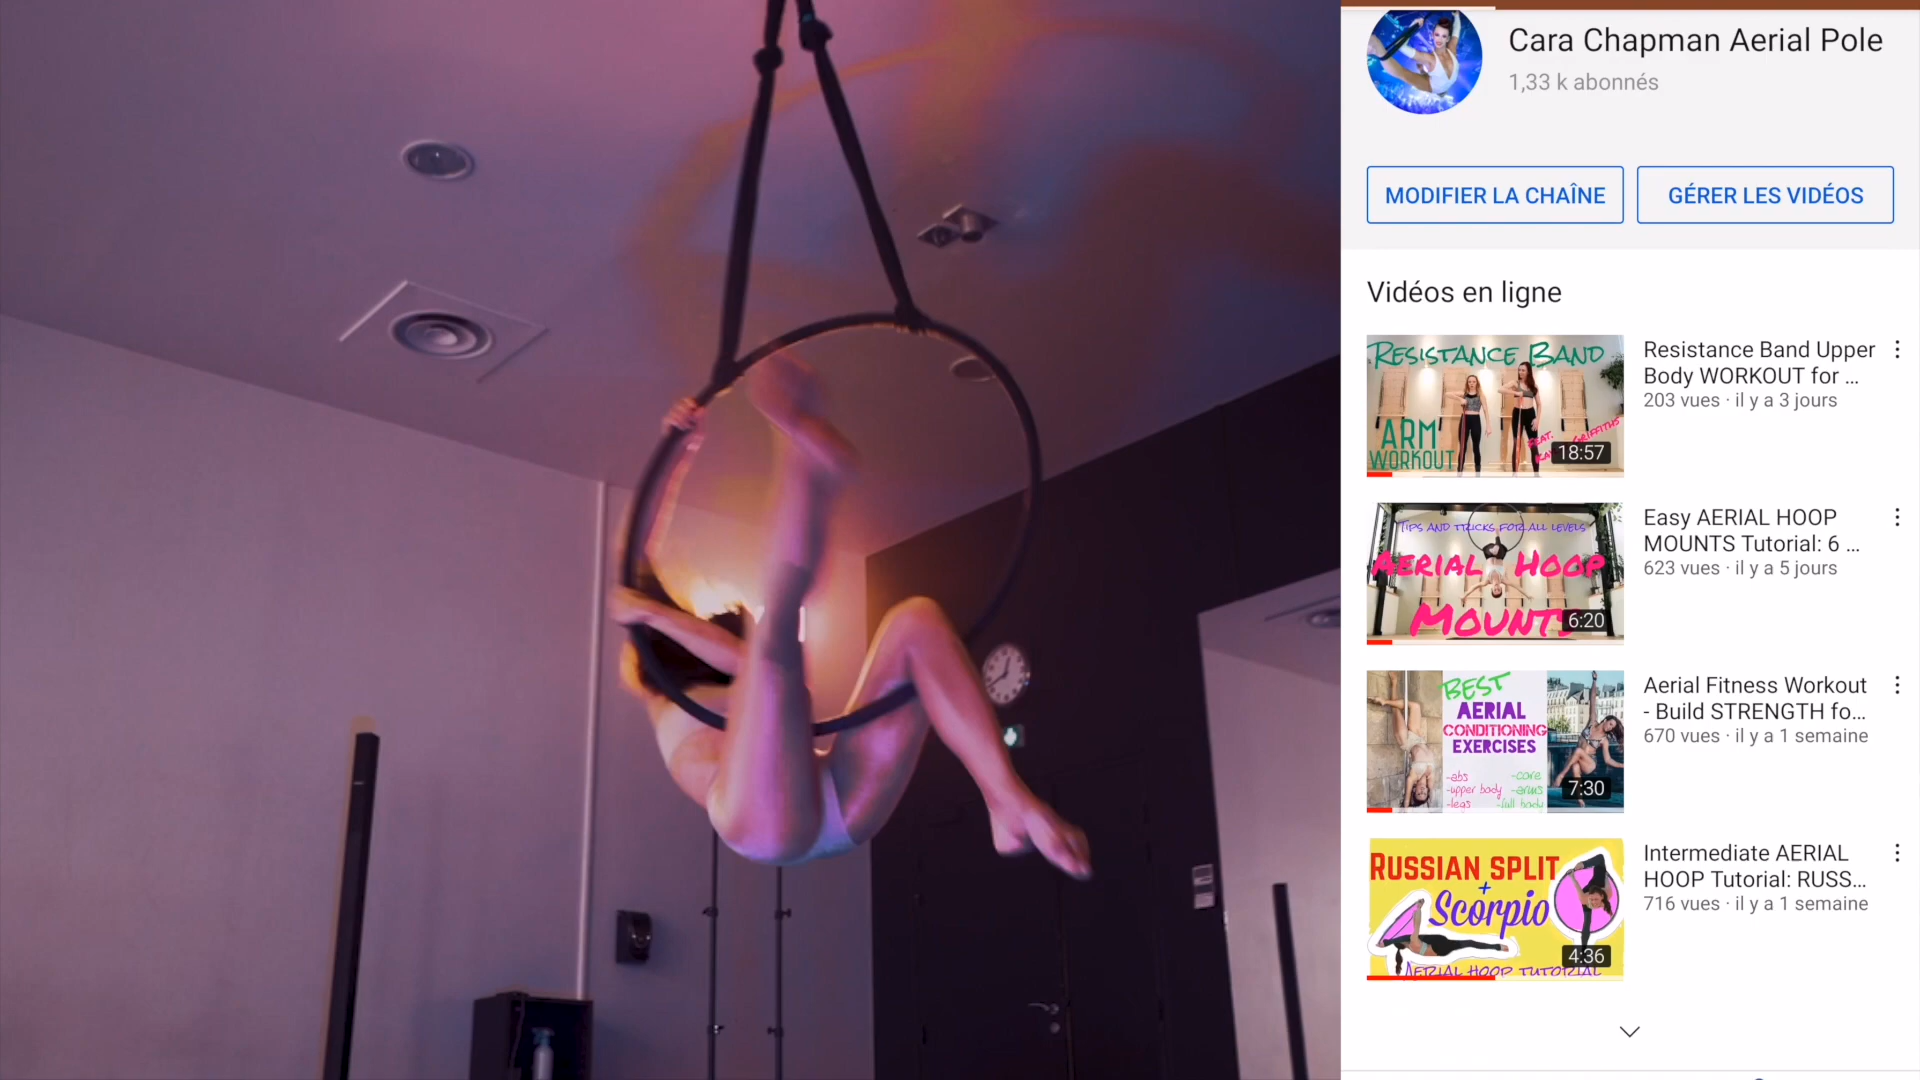 Cara Chapman Aerial Pole
1,33 k abonnés
MODIFIER LA CHAÎNE
GÉRER LES VIDÉOS
Vidéos en ligne
RESISTANCE BAND
ARM
WORKOUT
FEAT.
GRIFFITHS
18:57
Resistance Band Upper
Body WORKOUT for ...
203 vues · il y a 3 jours
TIPS AND TRICKS FOR ALL LEVELS
AERIAL HOOP
MOUNTS
6:20
Easy AERIAL HOOP
MOUNTS Tutorial: 6 ...
623 vues · il y a 5 jours
BEST
AERIAL
CONDITIONING
EXERCISES
-abs
-core
-upper body
-arms
-legs
-full body
7:30
Aerial Fitness Workout
- Build STRENGTH fo...
670 vues · il y a 1 semaine
RUSSIAN SPLIT
+
Scorpio
AERIAL HOOP TUTORIAL
4:36
Intermediate AERIAL
HOOP Tutorial: RUSS...
716 vues · il y a 1 semaine